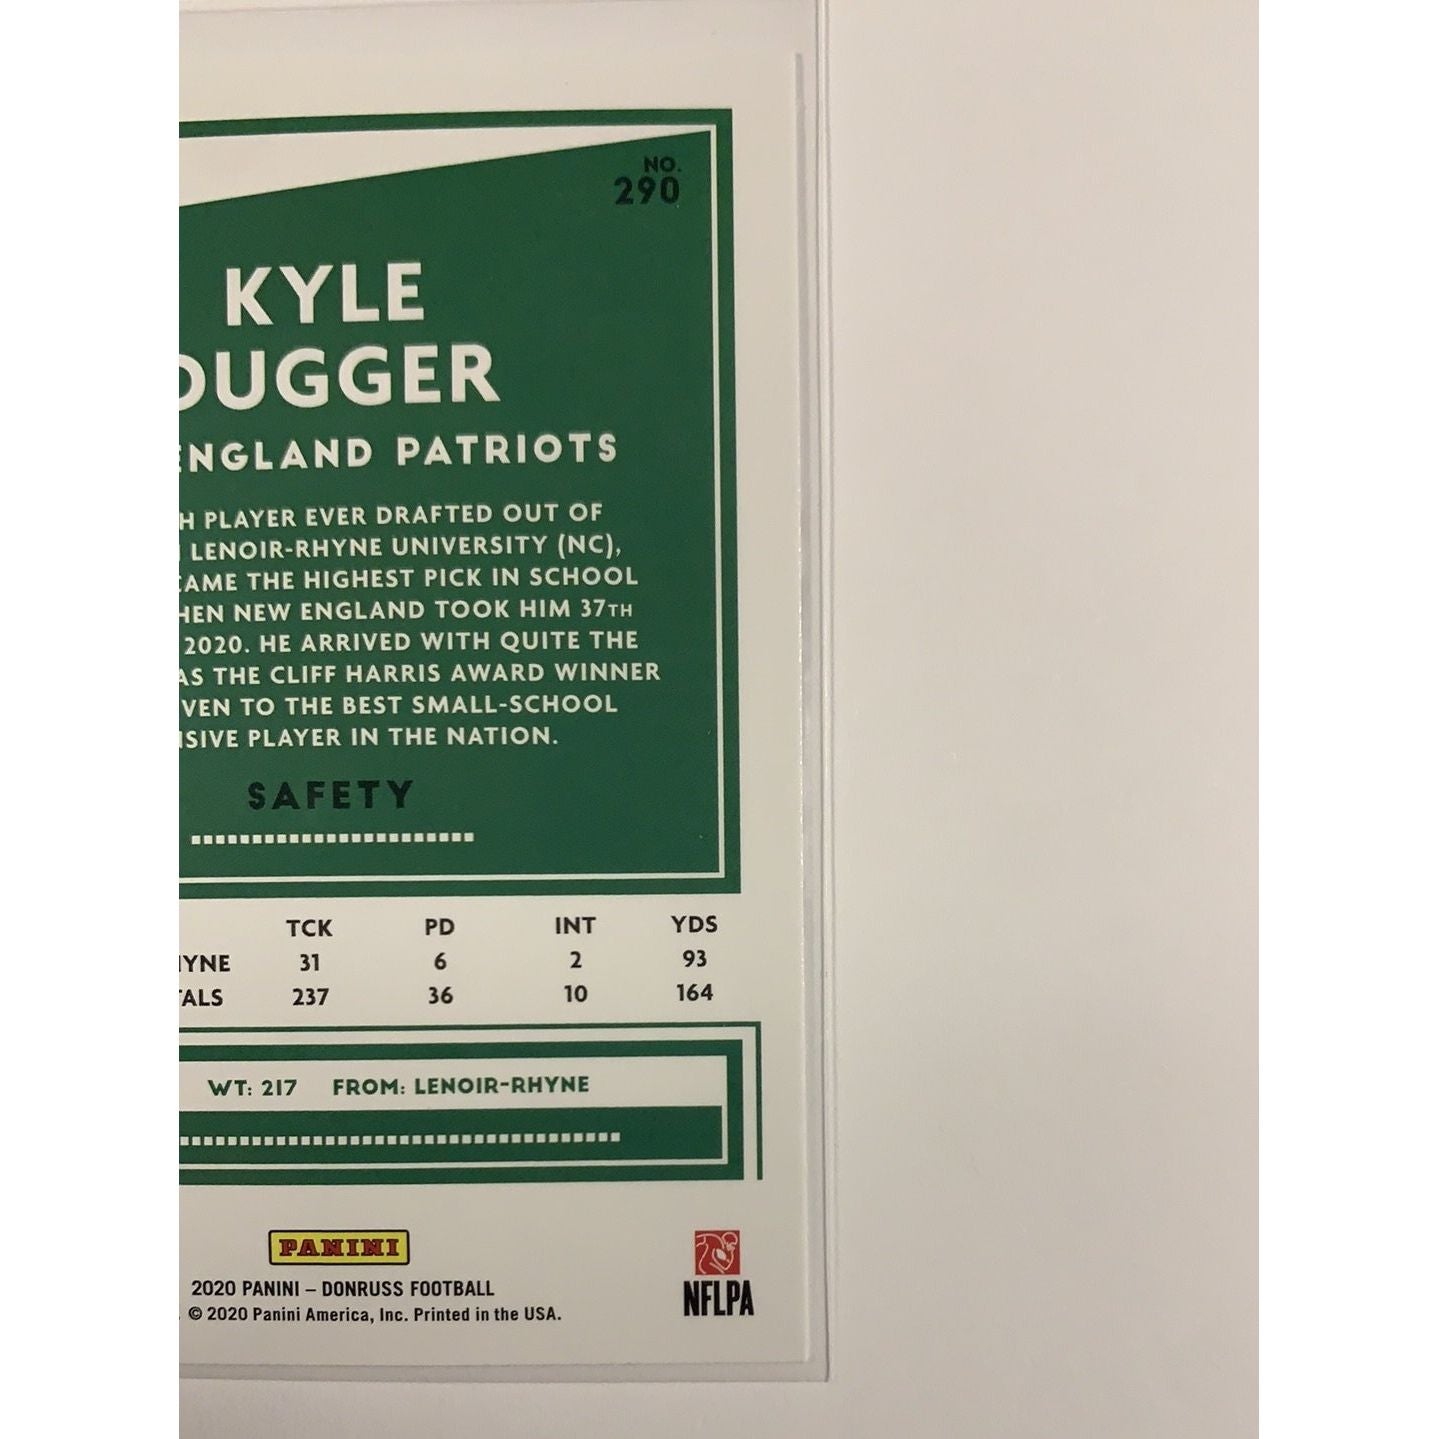 NO.
290
KYLE
DUGGER
ENGLAND PATRIOTS
H PLAYER EVER DRAFTED OUT OF
LENOIR-RHYNE UNIVERSITY (NC),
CAME THE HIGHEST PICK IN SCHOOL
HEN NEW ENGLAND TOOK HIM 37TH
2020. HE ARRIVED WITH QUITE THE
AS THE CLIFF HARRIS AWARD WINNER
VEN TO THE BEST SMALL-SCHOOL
SIVE PLAYER IN THE NATION.
SAFETY
TCK PD INT YDS
YNE 31 6 2 93
TALS 237 36 10 164
WT: 217 FROM: LENOIR-RHYNE
PANINI
NFLPA
2020 PANINI – DONRUSS FOOTBALL
© 2020 Panini America, Inc. Printed in the USA.